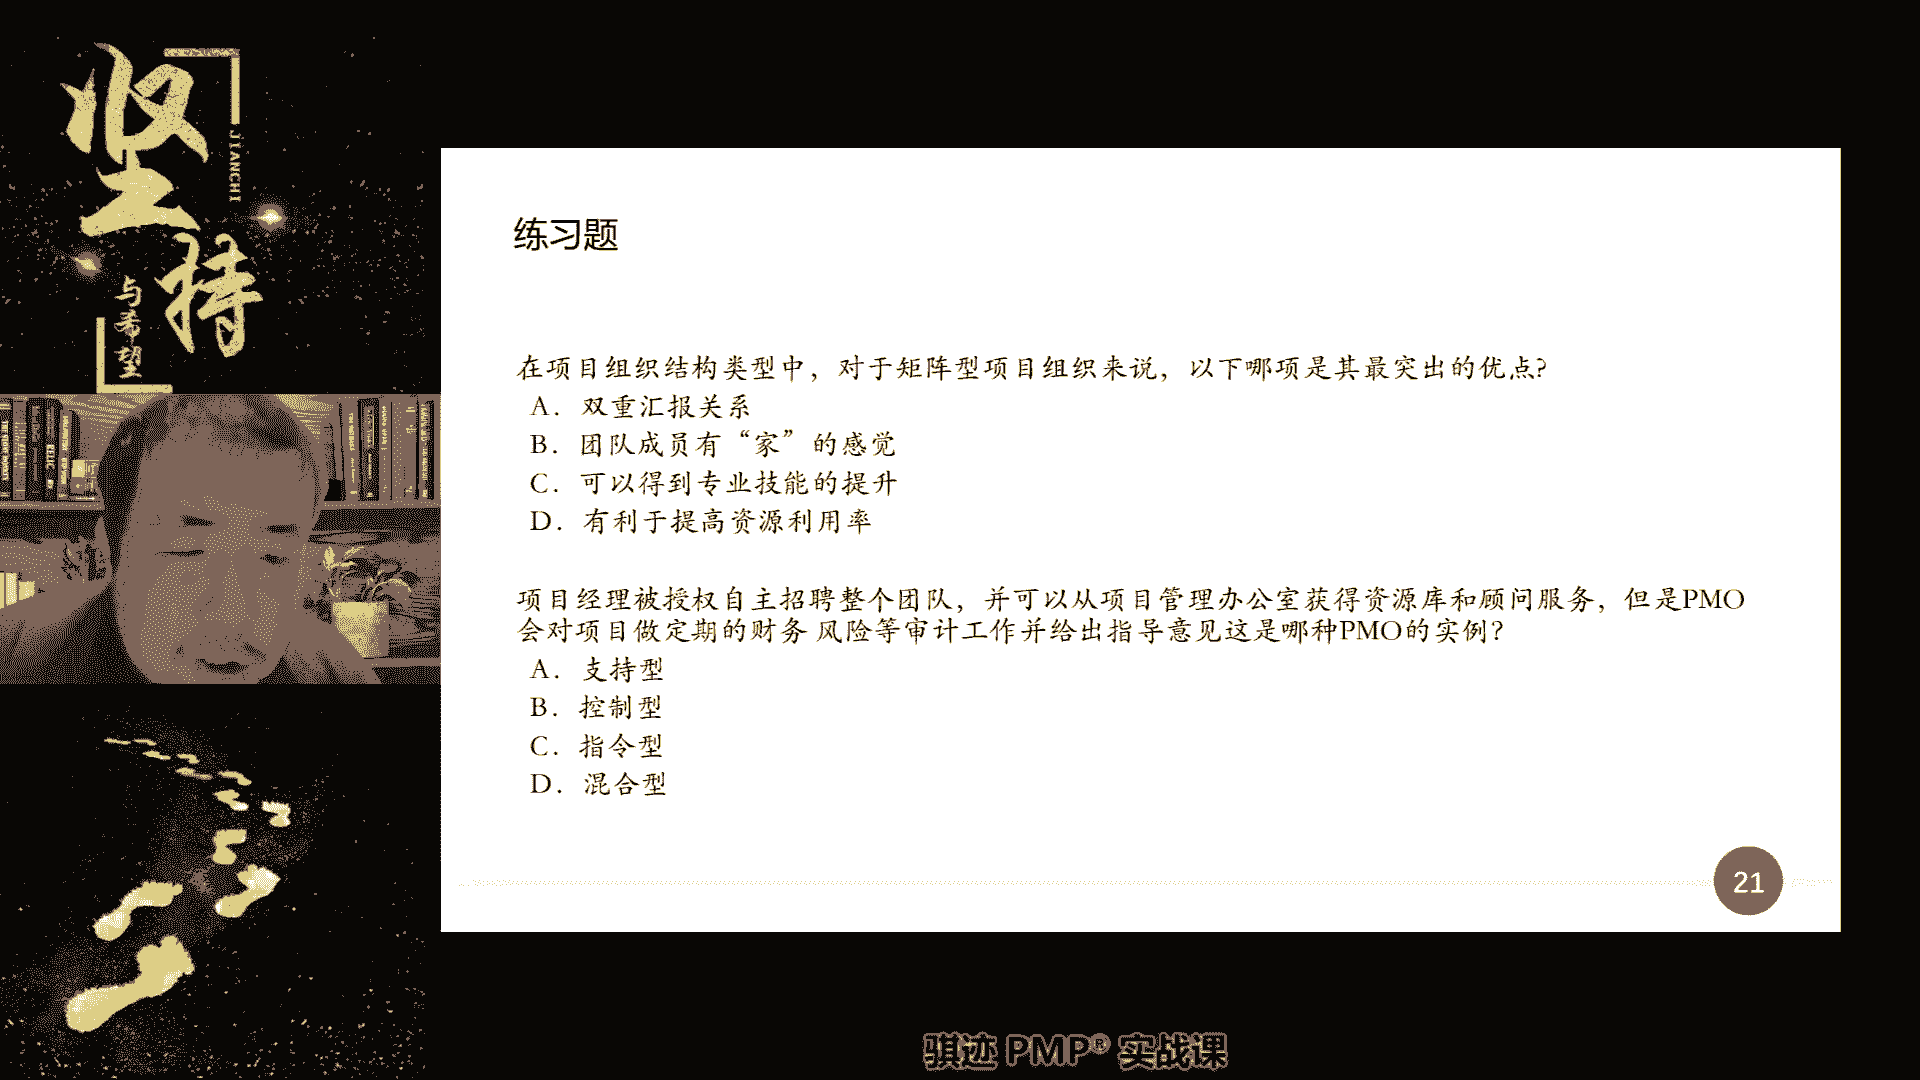 坚持
JIANCHI
与希望
练习题
在项目组织结构类型中，对于矩阵型项目组织来说，以下哪项是其最突出的优点?
A. 双重汇报关系
B. 团队成员有“家”的感觉
C. 可以得到专业技能的提升
D. 有利于提高资源利用率
项目经理被授权自主招聘整个团队，并可以从项目管理办公室获得资源库和顾问服务，但是PMO
会对项目做定期的财务 风险等审计工作并给出指导意见这是哪种PMO的实例?
A. 支持型
B. 控制型
C. 指令型
D. 混合型
21
骐迹 PMP® 实战课